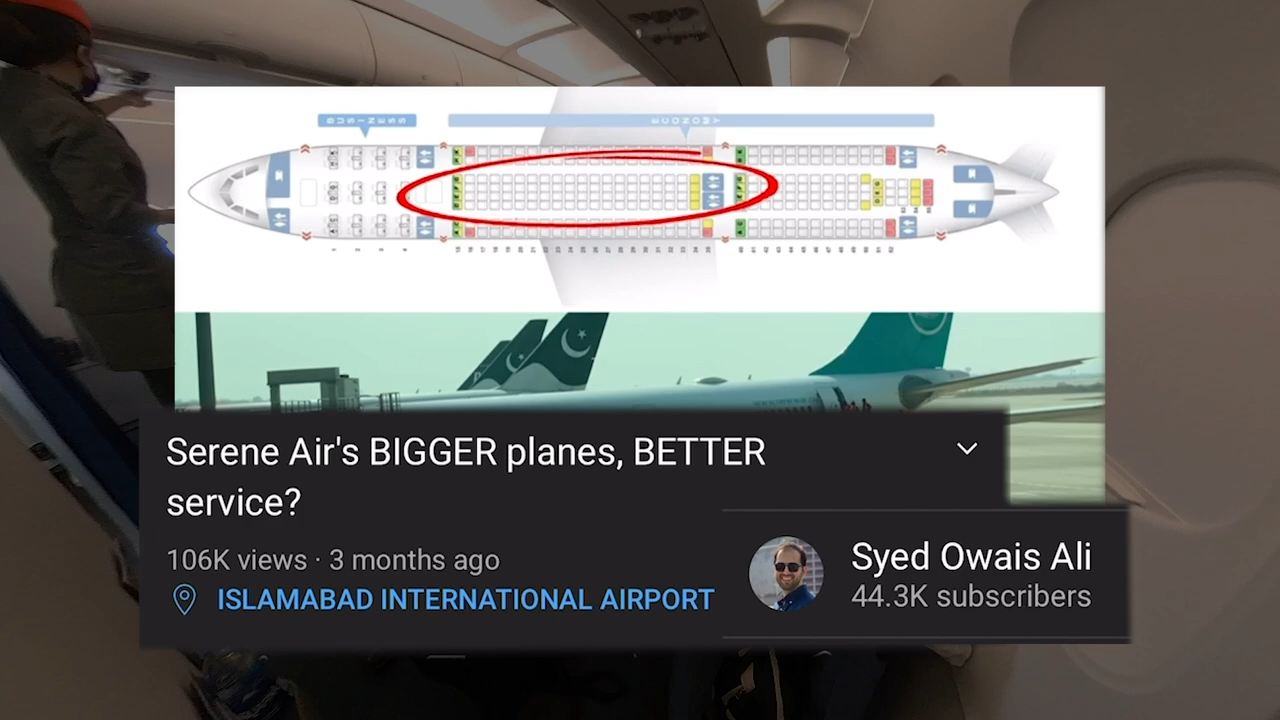 BUSINESS
ECONOMY
Serene Air's BIGGER planes, BETTER
service?
106K views · 3 months ago
ISLAMABAD INTERNATIONAL AIRPORT
Syed Owais Ali
44.3K subscribers